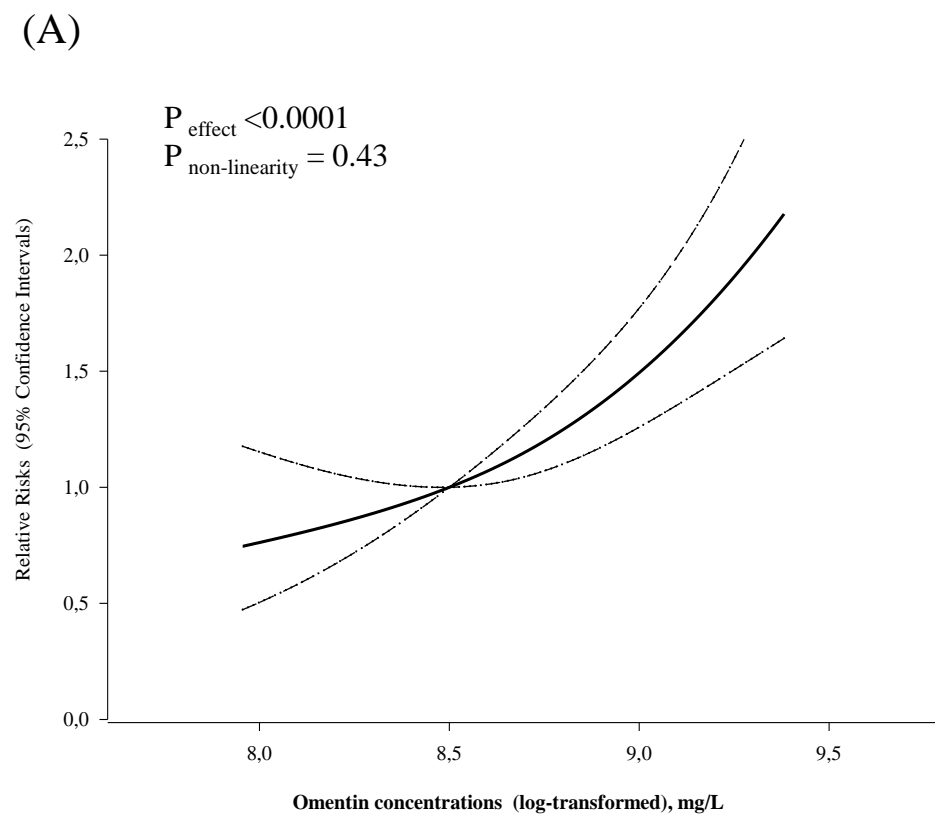 (A)
P effect <0.0001
P non-linearity = 0.43
2,5
2,0
1,5
1,0
0,5
0,0
Relative Risks (95% Confidence Intervals)
8,0 8,5 9,0 9,5
Omentin concentrations (log-transformed), mg/L